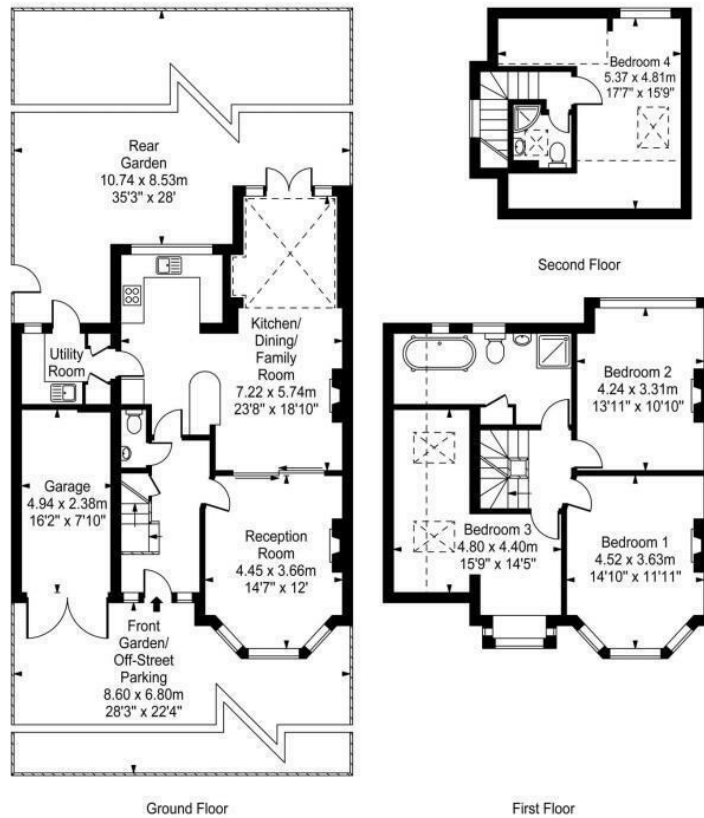 Rear
Garden
10.74 x 8.53m
35'3" x 28'
Utility
Room
Kitchen/
Dining/
Family
Room
7.22 x 5.74m
23'8" x 18'10"
Garage
4.94 x 2.38m
16'2" x 7'10"
Reception
Room
4.45 x 3.66m
14'7" x 12'
Front
Garden/
Off-Street
Parking
8.60 x 6.80m
28'3" x 22'4"
Ground Floor
Bedroom 4
5.37 x 4.81m
17'7" x 15'9"
Second Floor
Bedroom 2
4.24 x 3.31m
13'11" x 10'10"
Bedroom 3
4.80 x 4.40m
15'9" x 14'5"
Bedroom 1
4.52 x 3.63m
14'10" x 11'11"
First Floor